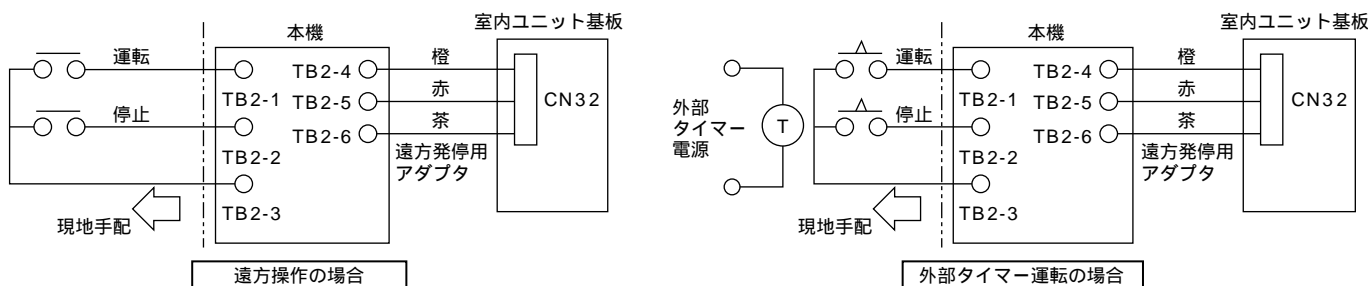 室内ユニット基板
本機
運転
TB2-4
橙
TB2-1
TB2-5
赤
CN32
停止
TB2-6
茶
TB2-2
遠方発停用
アダプタ
TB2-3
現地手配
遠方操作の場合
室内ユニット基板
本機
運転
TB2-4
橙
TB2-1
TB2-5
赤
CN32
外部
タイマー
電源
T
停止
TB2-6
茶
TB2-2
遠方発停用
アダプタ
TB2-3
現地手配
外部タイマー運転の場合